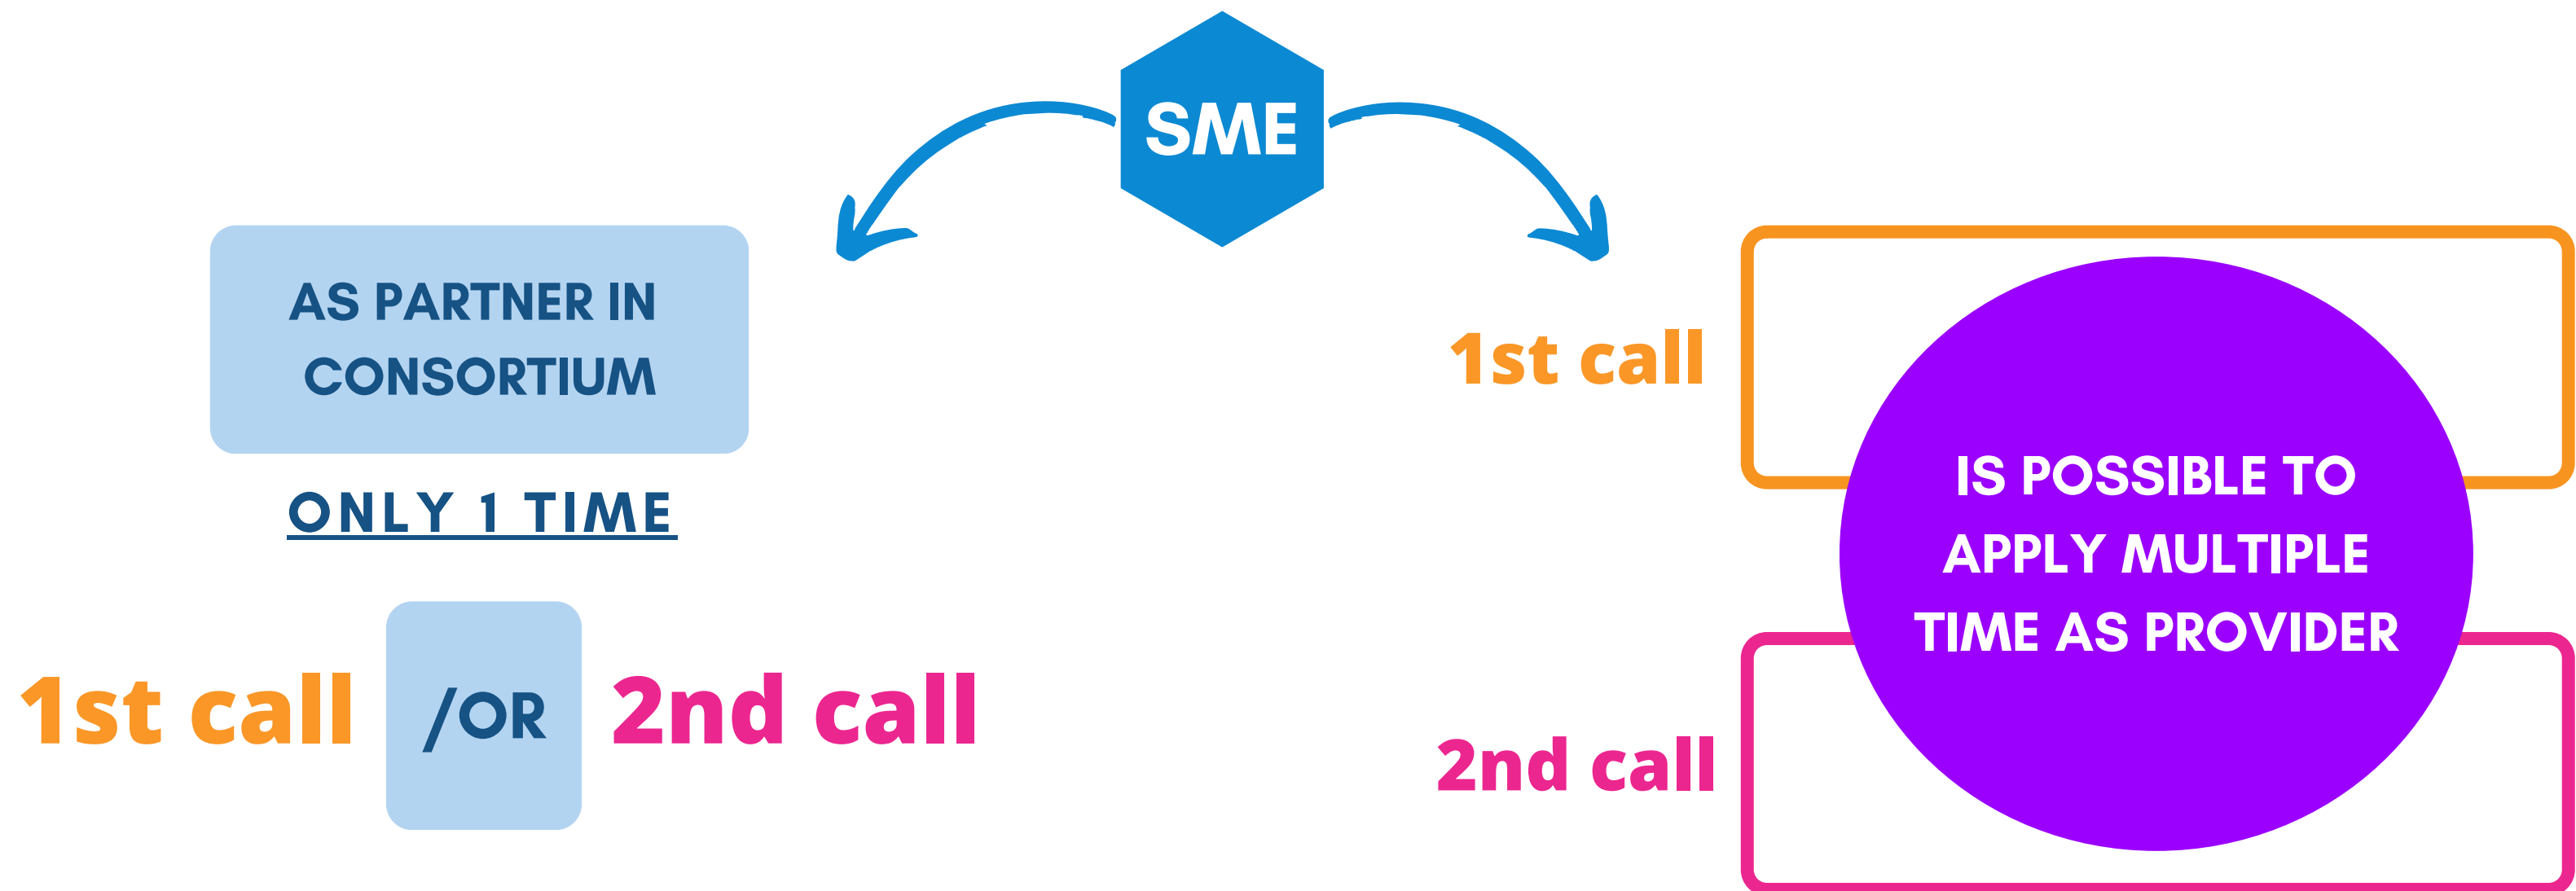 SME
AS PARTNER IN
CONSORTIUM
ONLY 1 TIME
1st call /OR 2nd call
1st call
IS POSSIBLE TO
APPLY MULTIPLE
TIME AS PROVIDER
2nd call